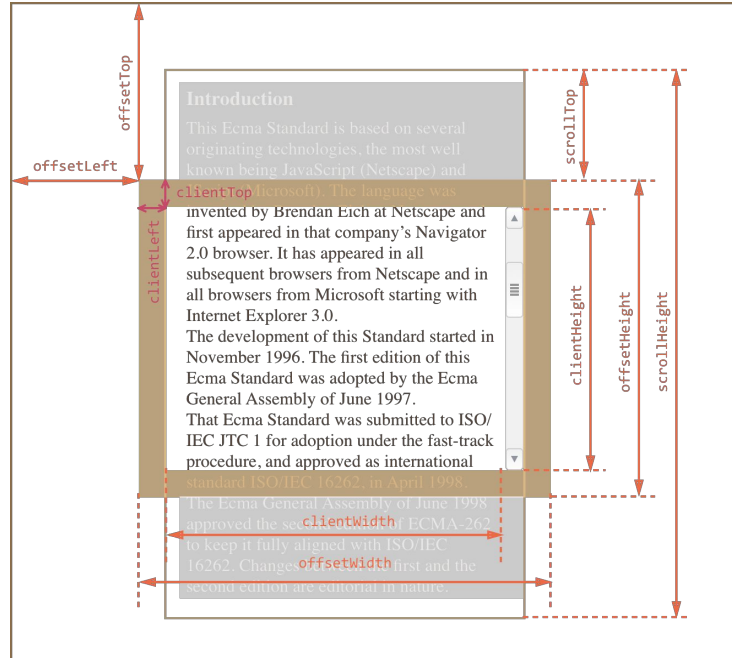 offsetTop
offsetLeft
scrollTop
Introduction
This Ecma Standard is based on several
originating technologies, the most well
known being JavaScript (Netscape) and
(Microsoft). The language was
clientTop
clientLeft
invented by Brendan Eich at Netscape and
first appeared in that company’s Navigator
2.0 browser. It has appeared in all
subsequent browsers from Netscape and in
all browsers from Microsoft starting with
Internet Explorer 3.0.
The development of this Standard started in
November 1996. The first edition of this
Ecma Standard was adopted by the Ecma
General Assembly of June 1997.
That Ecma Standard was submitted to ISO/
IEC JTC 1 for adoption under the fast-track
procedure, and approved as international
standard ISO/IEC 16262, in April 1998.
The Ecma General Assembly of June 1998
approved the second edition of ECMA-262
to keep it fully aligned with ISO/IEC
16262. Changes between the first and the
second edition are editorial in nature.
clientHeight
offsetHeight
scrollHeight
clientWidth
offsetWidth